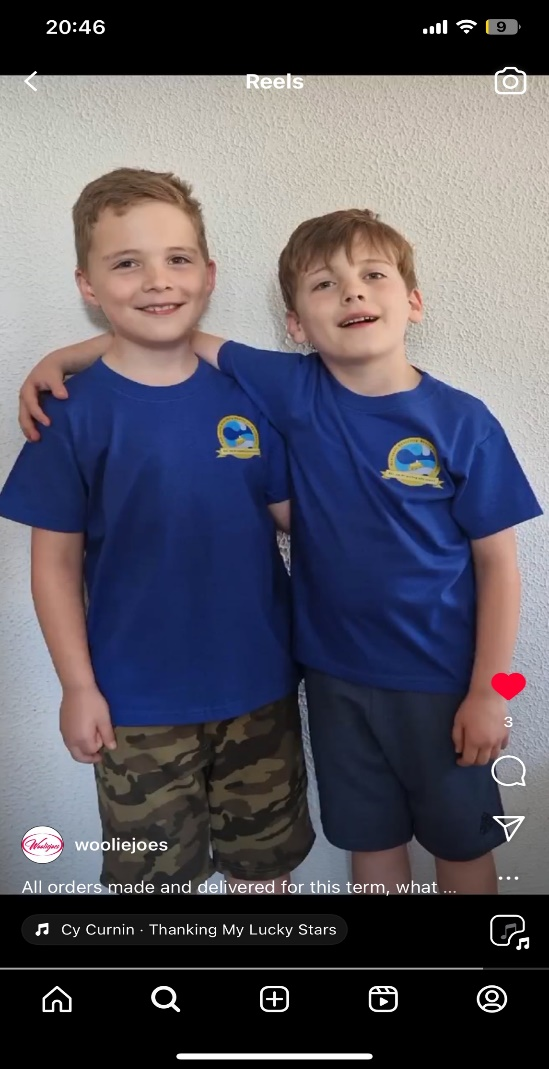 20:46
9
Reels
3
Wooliejoes
wooliejoes
All orders made and delivered for this term, what ...
Cy Curnin · Thanking My Lucky Stars